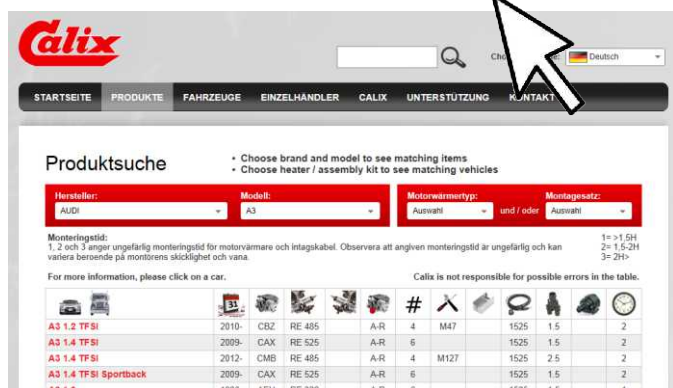 Calix
Deutsch
STARTSEITE PRODUKTE FAHRZEUGE EINZELHÄNDLER CALIX UNTERSTÜTZUNG KONTAKT
Produktsuche
• Choose brand and model to see matching items
• Choose heater / assembly kit to see matching vehicles
Hersteller: Modell: Motorwärmertyp: Montagesatz:
AUDI A3 Auswahl und / oder Auswahl
Monteringstid: 1= >1,5H
1, 2 och 3 anger ungefärlig monteringstid för motorvärmare och intagskabel. Observera att angiven monteringstid är ungefärlig och kan 2= 1,5-2H
variera beroende på montörens skicklighet och vana. 3= 2H>
For more information, please click on a car. Calix is not responsible for possible errors in the table.
31 #
A3 1.2 TFSI 2010- CBZ RE 485 A-R 4 M47 1525 1.5 2
A3 1.4 TFSI 2009- CAX RE 525 A-R 6 1525 1.5 2
A3 1.4 TFSI 2012- CMB RE 485 A-R 4 M127 1525 2.5 2
A3 1.4 TFSI Sportback 2009- CAX RE 525 A-R 6 1525 1.5 2